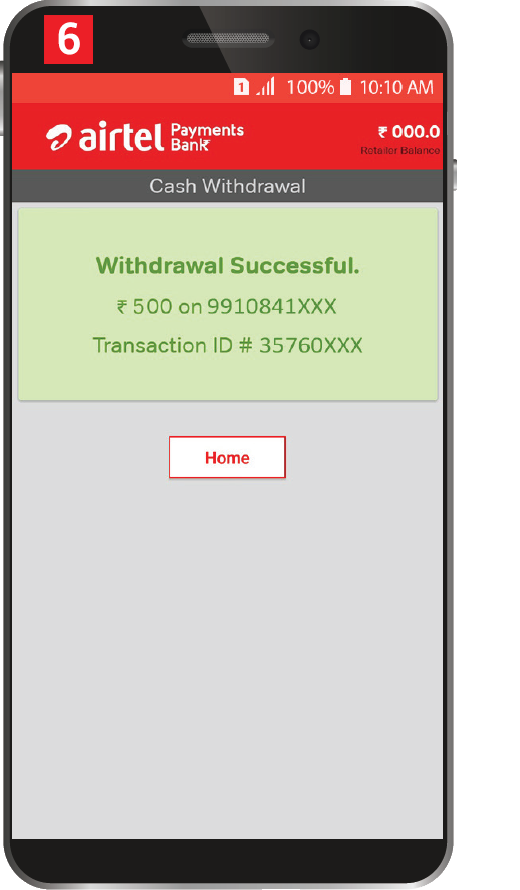 6
1 100% 10:10 AM
airtel Payments Bank
₹ 000.0
Retailer Balance
Cash Withdrawal
Withdrawal Successful.
₹ 500 on 9910841XXX
Transaction ID # 35760XXX
Home